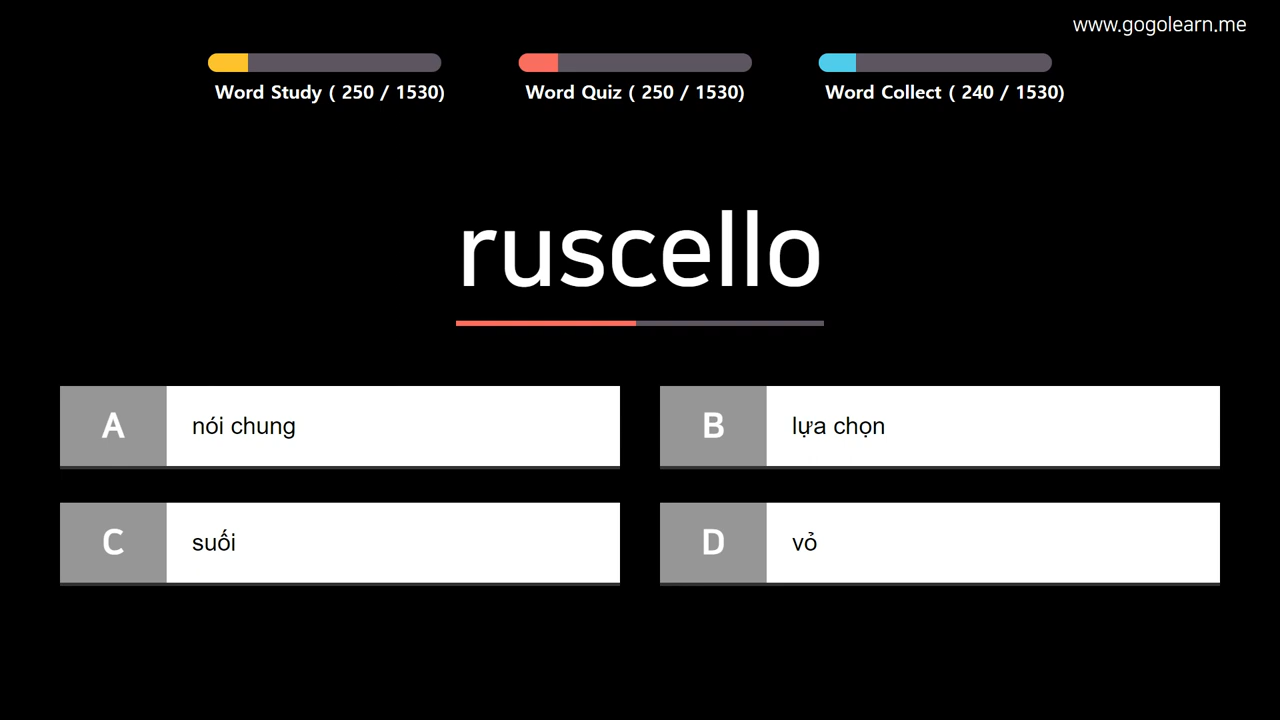 www.gogolearn.me
Word Study ( 250 / 1530)
Word Quiz ( 250 / 1530)
Word Collect ( 240 / 1530)
ruscello
A
nói chung
B
lựa chọn
C
suối
D
vỏ